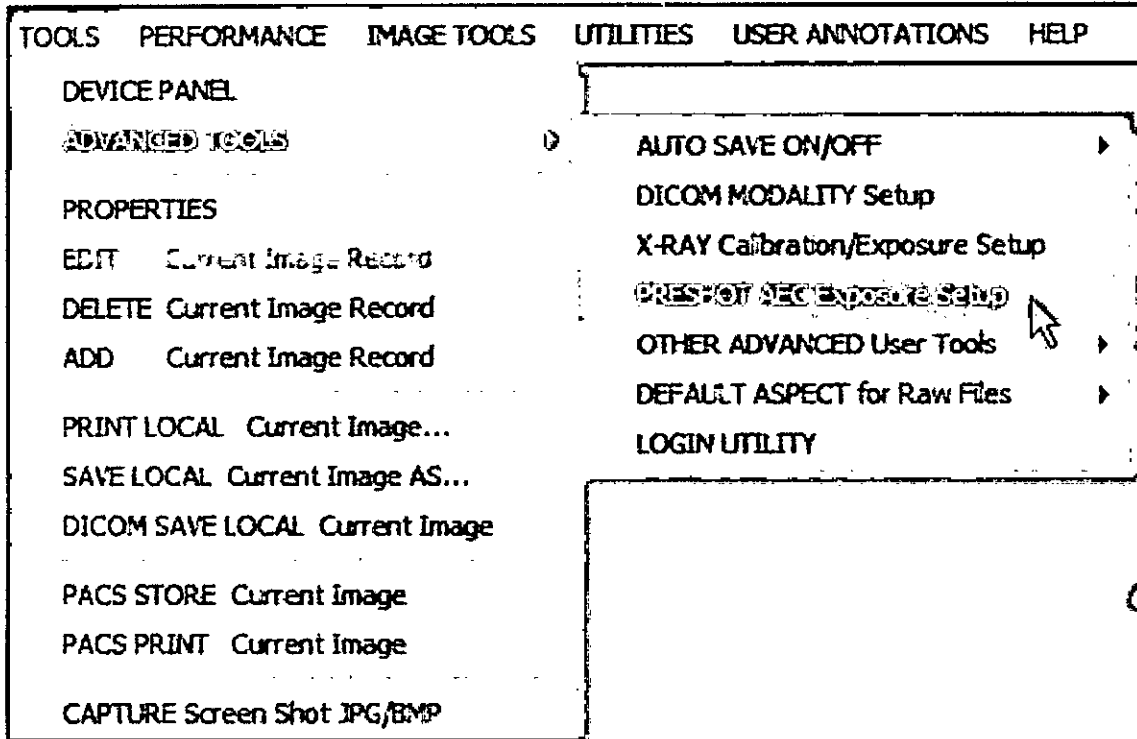 TOOLS PERFORMANCE IMAGE TOOLS UTILITIES USER ANNOTATIONS HELP
DEVICE PANEL
ADVANCED TOOLS
PROPERTIES
EDIT Current Image Record
DELETE Current Image Record
ADD Current Image Record
PRINT LOCAL Current Image...
SAVE LOCAL Current Image AS...
DICOM SAVE LOCAL Current Image
PACS STORE Current Image
PACS PRINT Current Image
CAPTURE Screen Shot JPG/BMP
AUTO SAVE ON/OFF
DICOM MODALITY Setup
X-RAY Calibration/Exposure Setup
PRESHOT AEC Exposure Setup
OTHER ADVANCED User Tools
DEFAULT ASPECT for Raw Files
LOGIN UTILITY